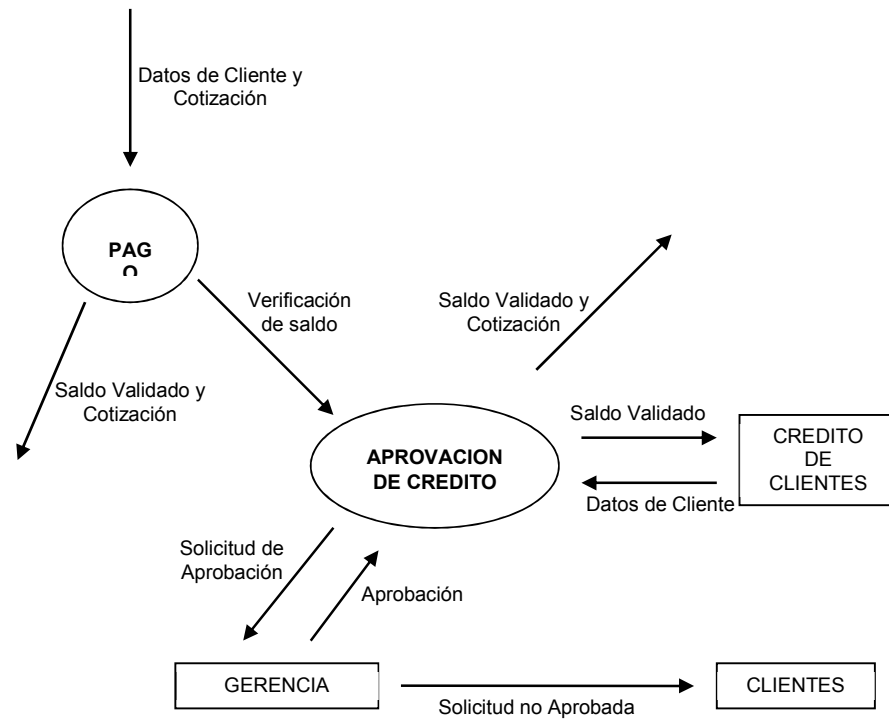 Datos de Cliente y
Cotización
PAG
O
Verificación
de saldo
Saldo Validado y
Cotización
Saldo Validado y
Cotización
Saldo Validado
APROVACION
DE CREDITO
CREDITO
DE
CLIENTES
Datos de Cliente
Solicitud de
Aprobación
Aprobación
GERENCIA
Solicitud no Aprobada
CLIENTES